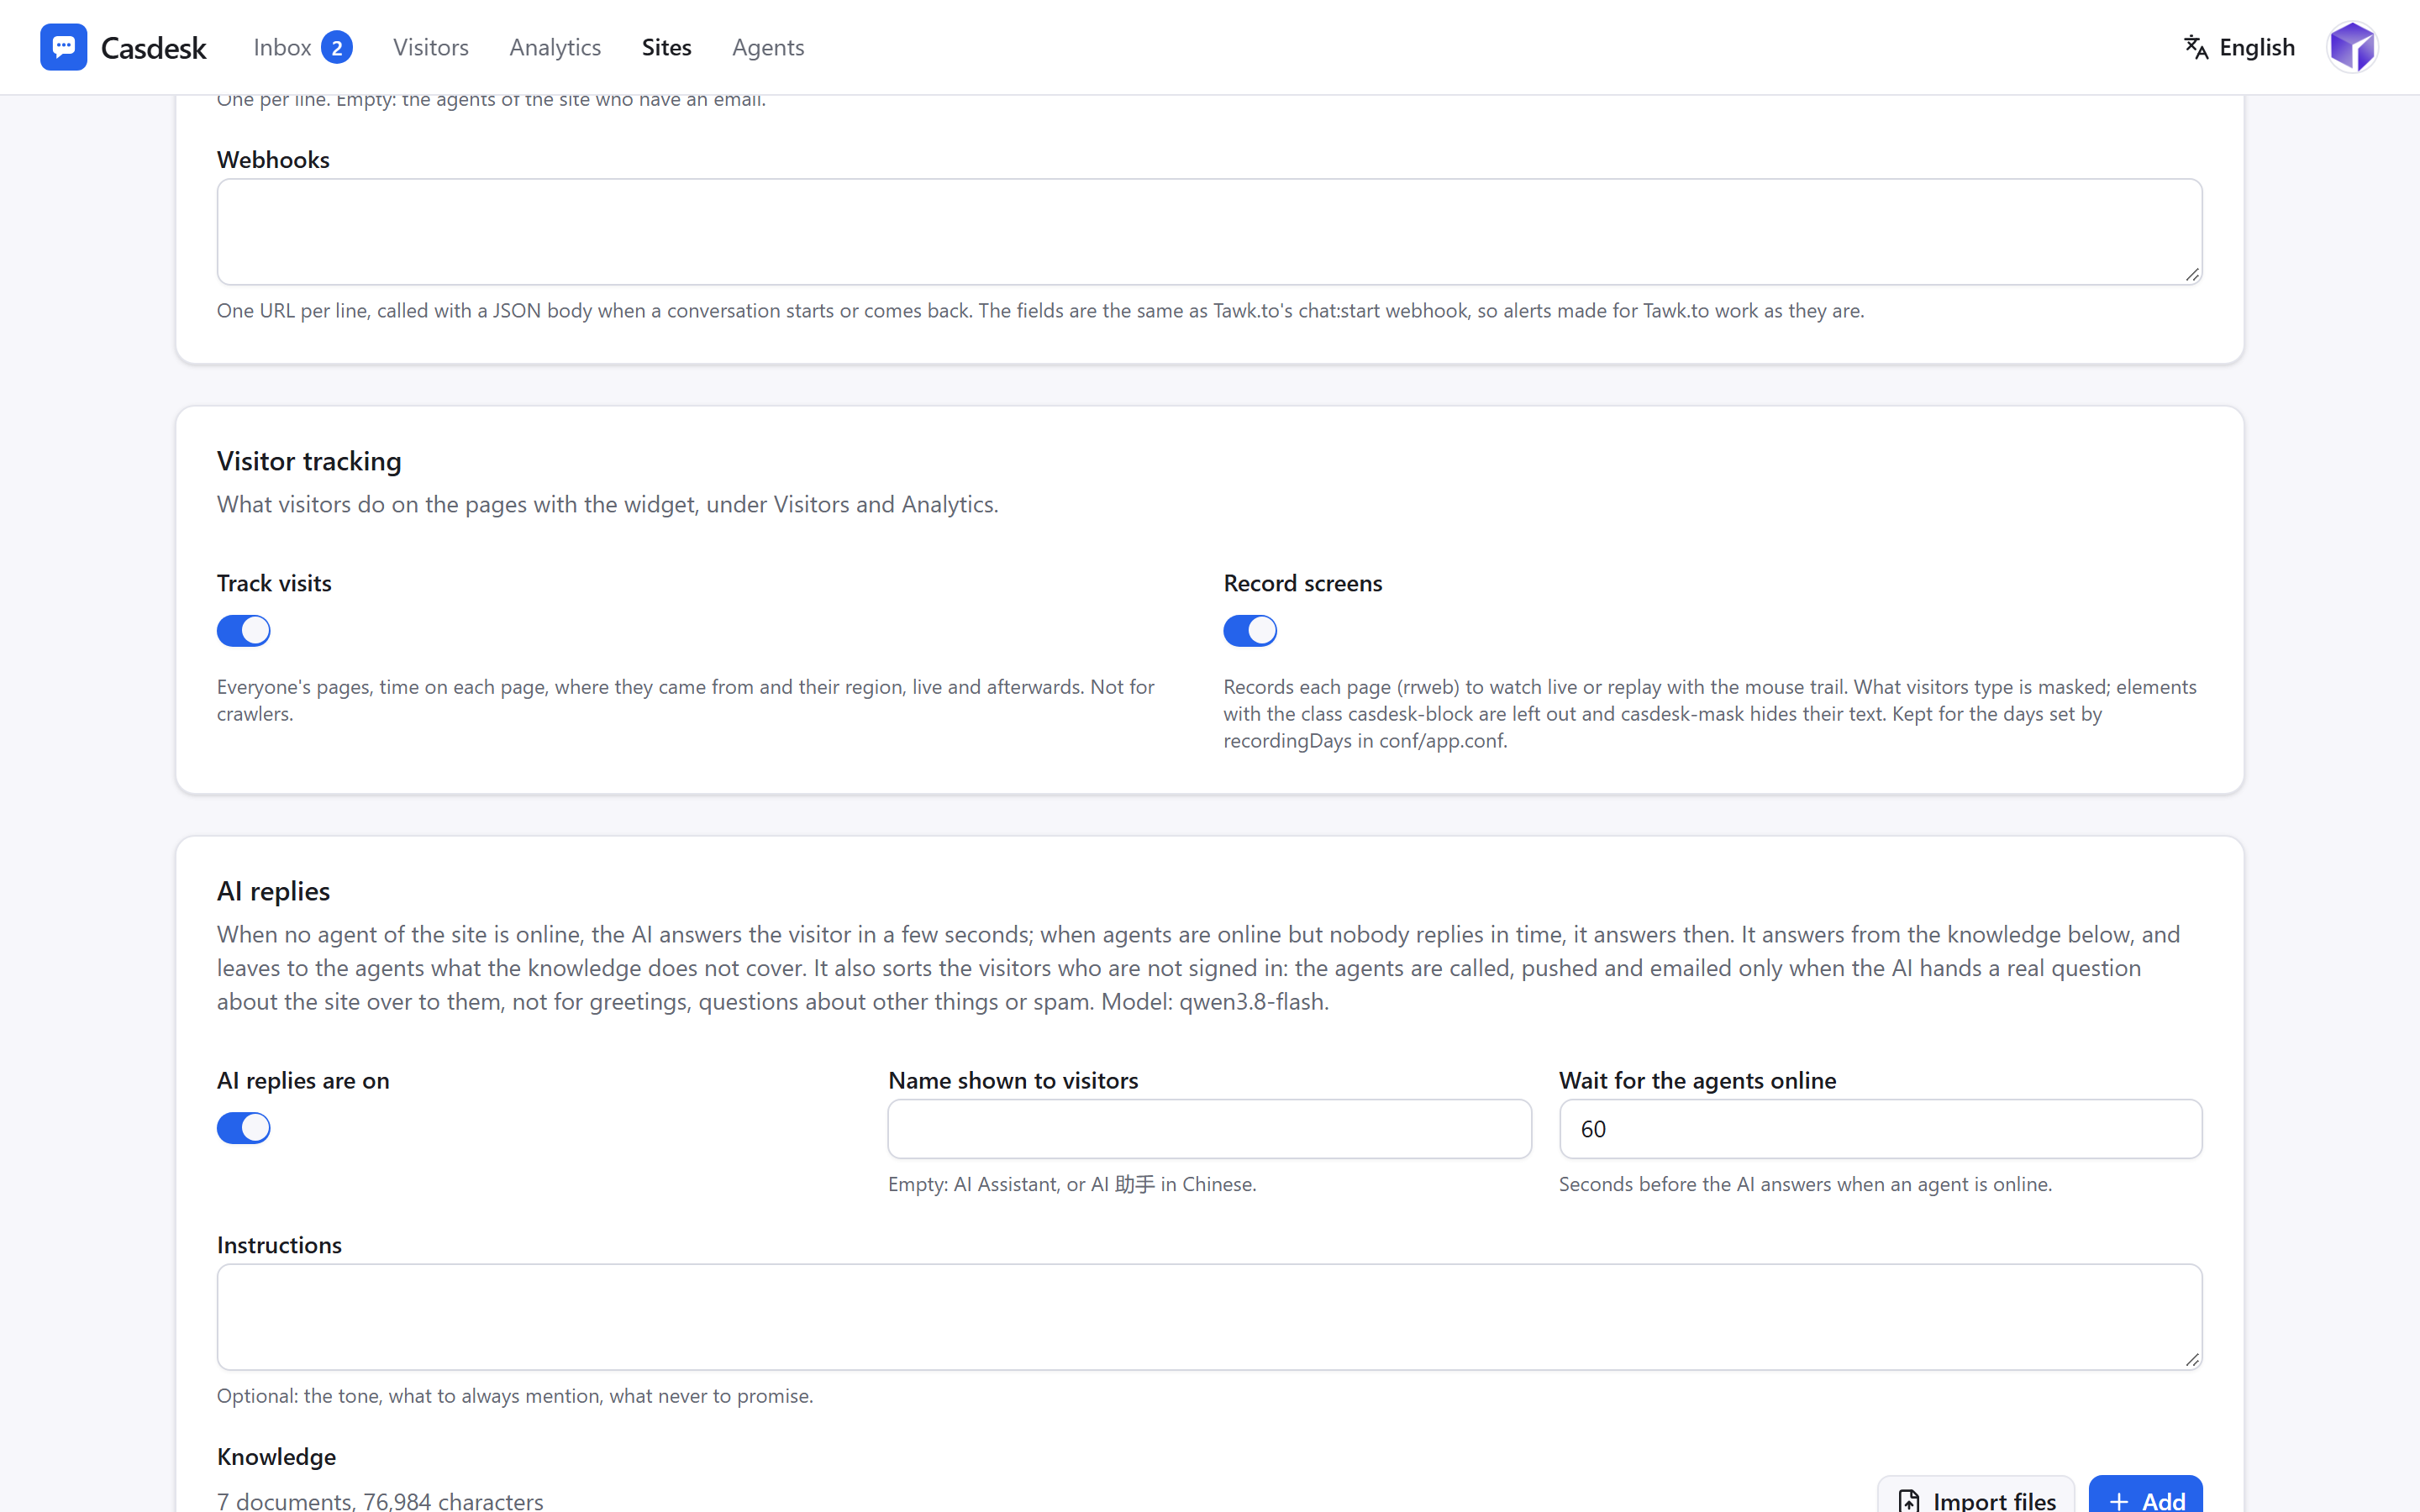 Casdesk
Inbox 2
Visitors
Analytics
Sites
Agents
English
One per line. Empty: the agents of the site who have an email.
Webhooks
One URL per line, called with a JSON body when a conversation starts or comes back. The fields are the same as Tawk.to's chat:start webhook, so alerts made for Tawk.to work as they are.
Visitor tracking
What visitors do on the pages with the widget, under Visitors and Analytics.
Track visits
Everyone's pages, time on each page, where they came from and their region, live and afterwards. Not for
crawlers.
Record screens
Records each page (rrweb) to watch live or replay with the mouse trail. What visitors type is masked; elements
with the class casdesk-block are left out and casdesk-mask hides their text. Kept for the days set by
recordingDays in conf/app.conf.
AI replies
When no agent of the site is online, the AI answers the visitor in a few seconds; when agents are online but nobody replies in time, it answers then. It answers from the knowledge below, and
leaves to the agents what the knowledge does not cover. It also sorts the visitors who are not signed in: the agents are called, pushed and emailed only when the AI hands a real question
about the site over to them, not for greetings, questions about other things or spam. Model: qwen3.8-flash.
AI replies are on
Name shown to visitors
Empty: AI Assistant, or AI 助手 in Chinese.
Wait for the agents online
60
Seconds before the AI answers when an agent is online.
Instructions
Optional: the tone, what to always mention, what never to promise.
Knowledge
7 documents, 76,984 characters
Import files
+ Add